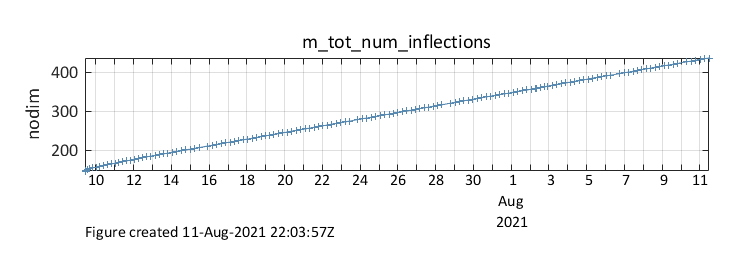 m_tot_num_inflections
nodim
400
300
200
10 12 14 16 18 20 22 24 26 28 30 1 3 5 7 9 11
Aug
2021
Figure created 11-Aug-2021 22:03:57Z